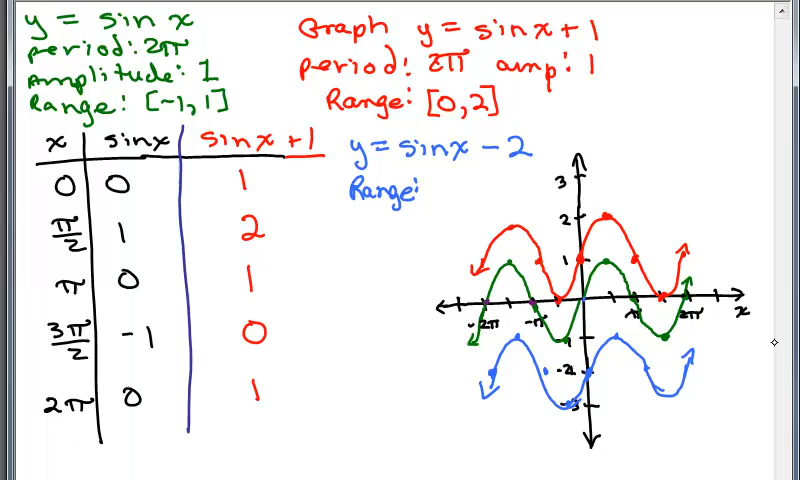 y = sin x
period: 2π
Amplitude: 1
Range: [-1, 1]
Graph y = sin x + 1
period: 2π amp: 1
Range: [0, 2]
x sin x sin x + 1
0 0 1
π/2 1 2
π 0 1
3π/2 -1 0
2π 0 1
y = sin x - 2
Range:
3
2
1
-2π -π π 2π x
-1
-2
-3